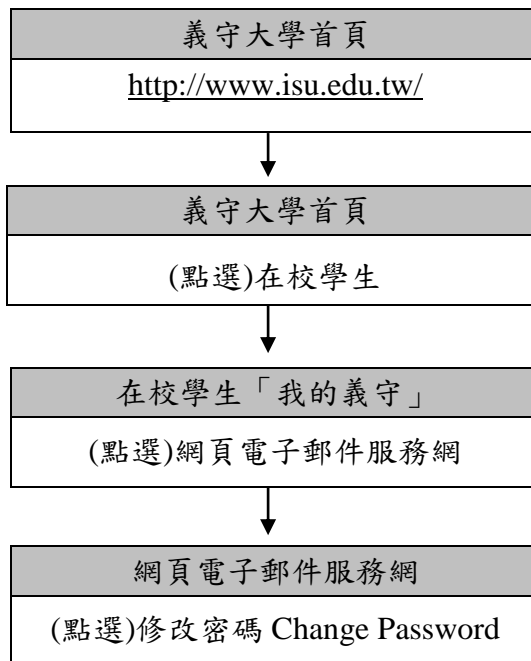 義守大學首頁
http://www.isu.edu.tw/
義守大學首頁
(點選)在校學生
在校學生「我的義守」
(點選)網頁電子郵件服務網
網頁電子郵件服務網
(點選)修改密碼 Change Password